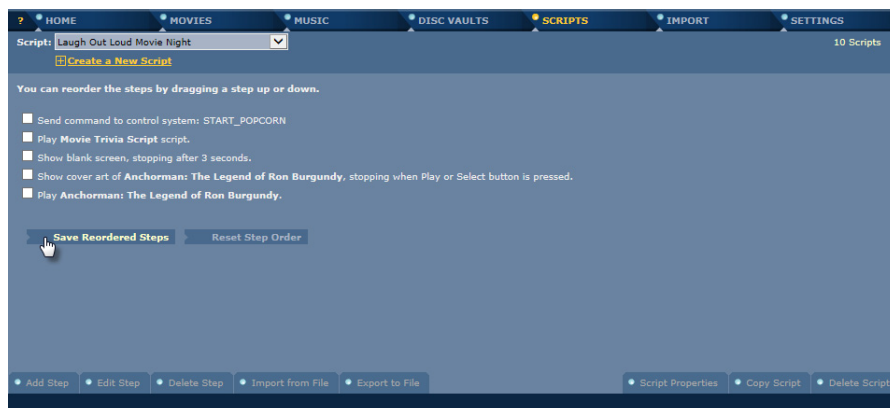 ? HOME MOVIES MUSIC DISC VAULTS SCRIPTS IMPORT SETTINGS
Script: Laugh Out Loud Movie Night 10 Scripts
Create a New Script
You can reorder the steps by dragging a step up or down.
Send command to control system: START_POPCORN
Play Movie Trivia Script script.
Show blank screen, stopping after 3 seconds.
Show cover art of Anchorman: The Legend of Ron Burgundy, stopping when Play or Select button is pressed.
Play Anchorman: The Legend of Ron Burgundy.
Save Reordered Steps Reset Step Order
Add Step Edit Step Delete Step Import from File Export to File Script Properties Copy Script Delete Script